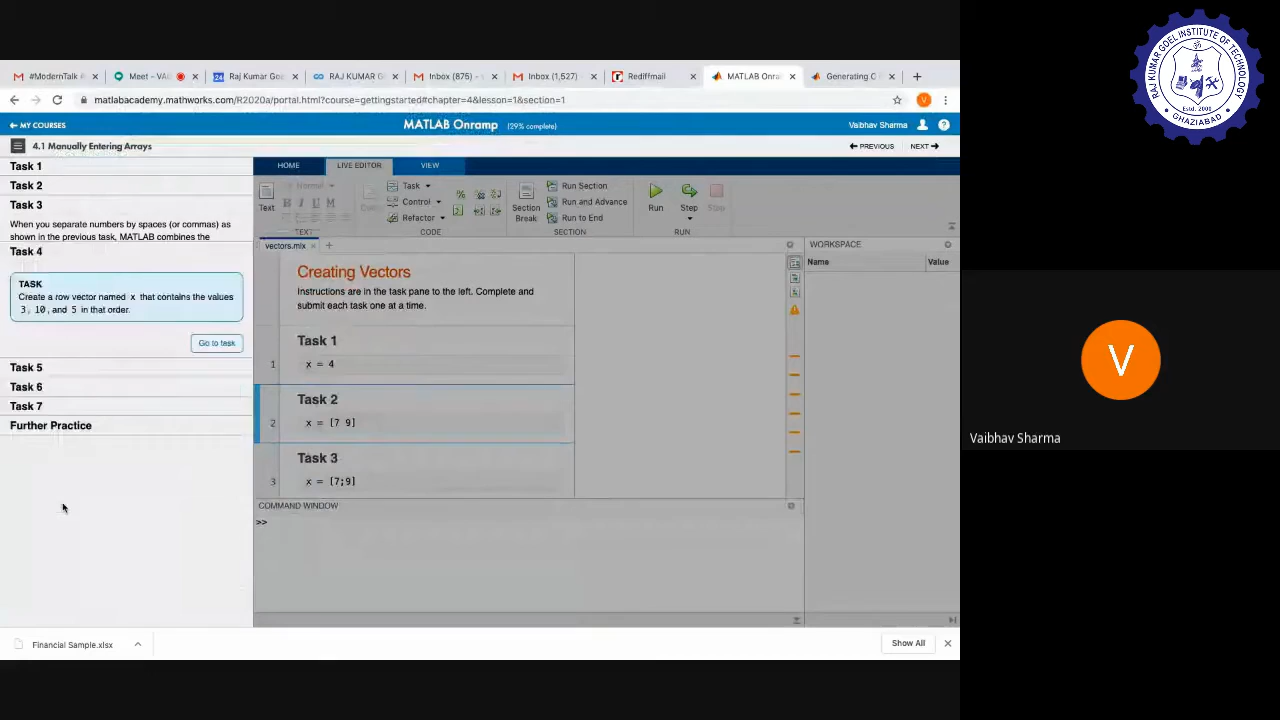 #ModernTalk
Meet - VAI
Raj Kumar Goe
RAJ KUMAR G
Inbox (875) -
Inbox (1,527)
Rediffmail
MATLAB Onra
Generating C
matlabacademy.mathworks.com/R2020a/portal.html?course=gettingstarted#chapter=4&lesson=1&section=1
V
MY COURSES
MATLAB Onramp (29% complete)
Vaibhav Sharma
4.1 Manually Entering Arrays
PREVIOUS
NEXT
Task 1
Task 2
Task 3
When you separate numbers by spaces (or commas) as
shown in the previous task, MATLAB combines the
Task 4
TASK
Create a row vector named x that contains the values
3, 10, and 5 in that order.
Go to task
Task 5
Task 6
Task 7
Further Practice
HOME
LIVE EDITOR
VIEW
Text
Normal
B I U M
TEXT
Task
Control
Refactor
CODE
Section
Break
Run Section
Run and Advance
Run to End
SECTION
Run
Step
Stop
RUN
vectors.mlx
Creating Vectors
Instructions are in the task pane to the left. Complete and
submit each task one at a time.
Task 1
1 x = 4
Task 2
2 x = [7 9]
Task 3
3 x = [7;9]
COMMAND WINDOW
>>
WORKSPACE
Name
Value
Financial Sample.xlsx
Show All
RAJ KUMAR GOEL INSTITUTE OF TECHNOLOGY
Estd. 2000
GHAZIABAD
V
Vaibhav Sharma